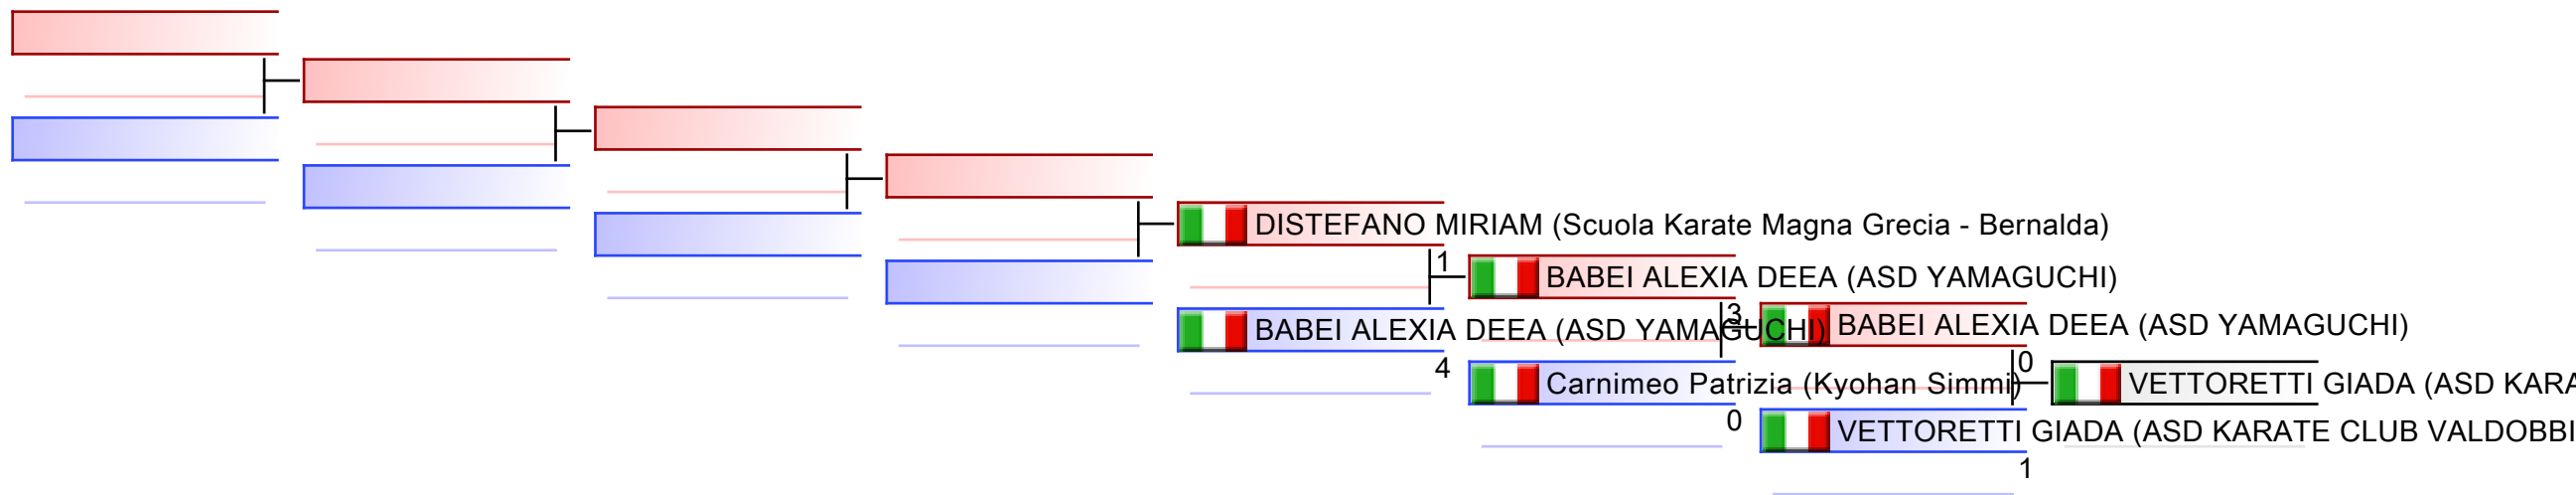 DISTEFANO MIRIAM (Scuola Karate Magna Grecia - Bernalda)
1
BABEI ALEXIA DEEA (ASD YAMAGUCHI)
BABEI ALEXIA DEEA (ASD YAMAGUCHI)
4
3
BABEI ALEXIA DEEA (ASD YAMAGUCHI)
Carnimeo Patrizia (Kyohan Simmi)
0
0
VETTORETTI GIADA (ASD KARA
VETTORETTI GIADA (ASD KARATE CLUB VALDOBBI
1